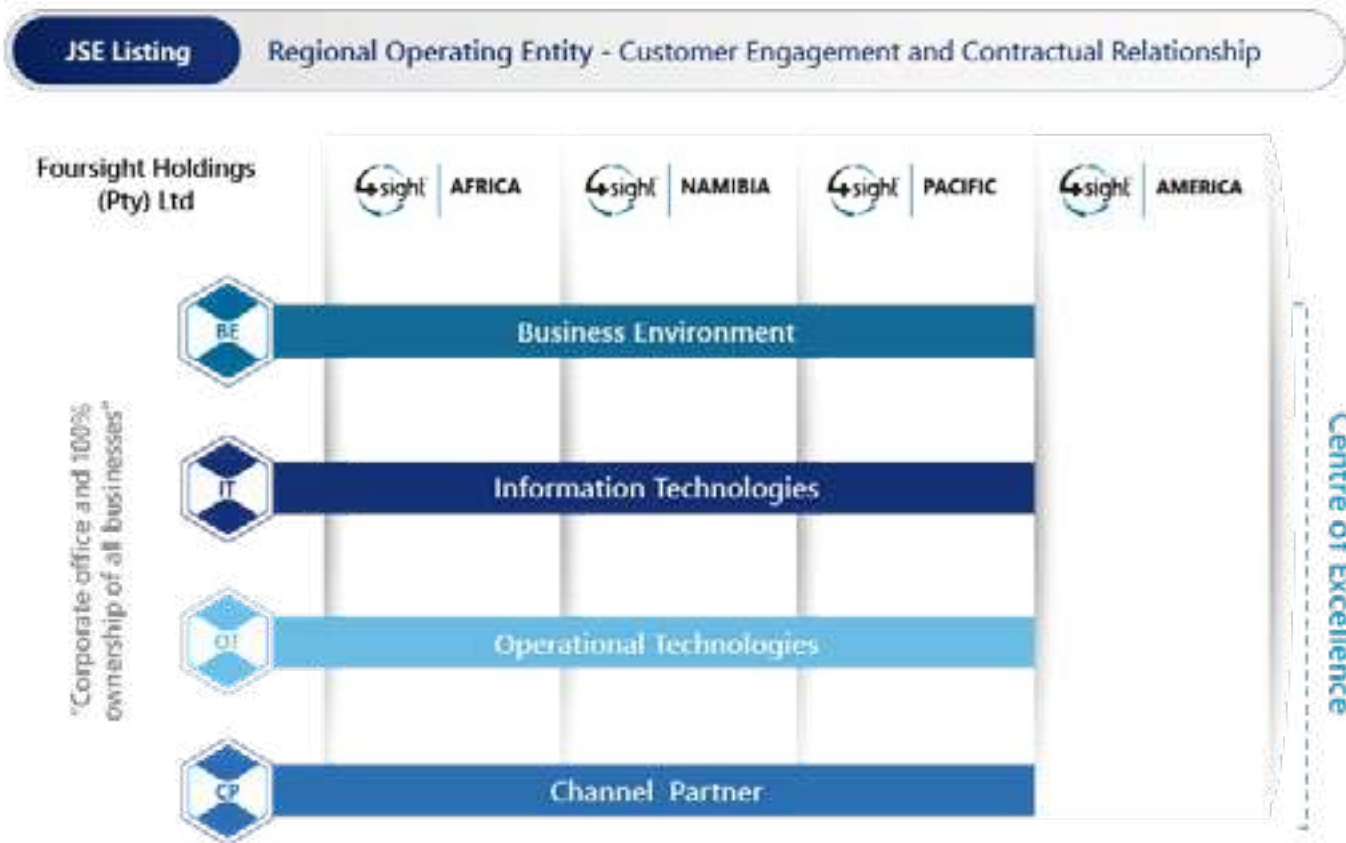 JSE Listing
Regional Operating Entity - Customer Engagement and Contractual Relationship
Foursight Holdings
(Pty) Ltd
4sight AFRICA
4sight NAMIBIA
4sight PACIFIC
4sight AMERICA
BE
Business Environment
IT
Information Technologies
OT
Operational Technologies
CP
Channel Partner
"Corporate office and 100%
ownership of all businesses"
Centre of Excellence